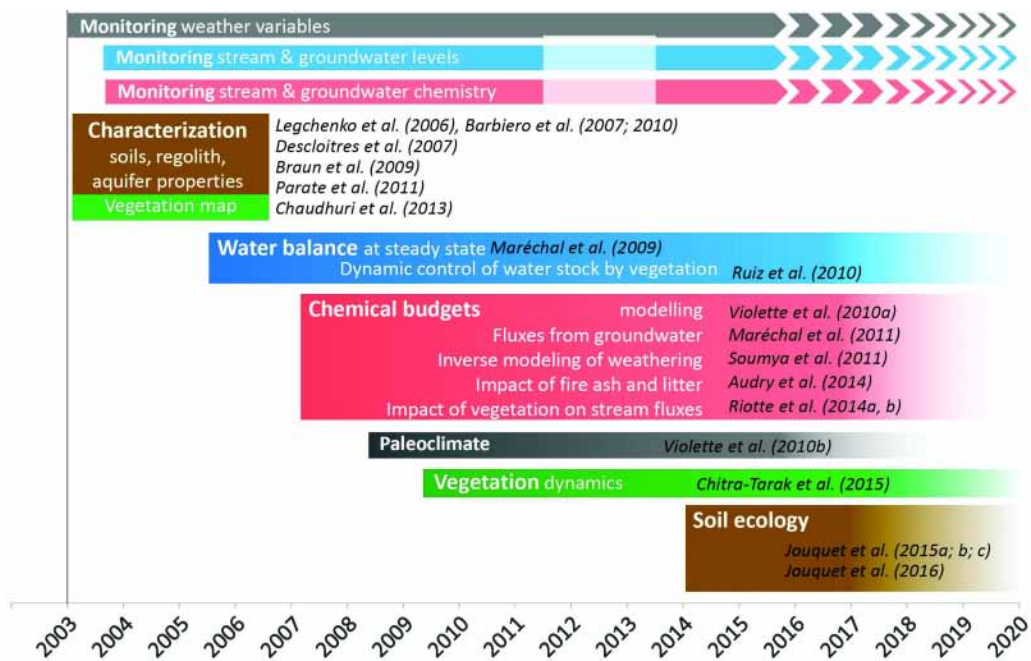 Monitoring weather variables
Monitoring stream & groundwater levels
Monitoring stream & groundwater chemistry
Characterization
soils, regolith,
aquifer properties
Vegetation map
Legchenko et al. (2006), Barbiero et al. (2007; 2010)
Descloitres et al. (2007)
Braun et al. (2009)
Parate et al. (2011)
Chaudhuri et al. (2013)
Water balance at steady state Maréchal et al. (2009)
Dynamic control of water stock by vegetation Ruiz et al. (2010)
Chemical budgets modelling Violette et al. (2010a)
Fluxes from groundwater Maréchal et al. (2011)
Inverse modeling of weathering Soumya et al. (2011)
Impact of fire ash and litter Audry et al. (2014)
Impact of vegetation on stream fluxes Riotte et al. (2014a, b)
Paleoclimate Violette et al. (2010b)
Vegetation dynamics Chitra-Tarak et al. (2015)
Soil ecology
Jouquet et al. (2015a; b; c)
Jouquet et al. (2016)
2003 2004 2005 2006 2007 2008 2009 2010 2011 2012 2013 2014 2015 2016 2017 2018 2019 2020